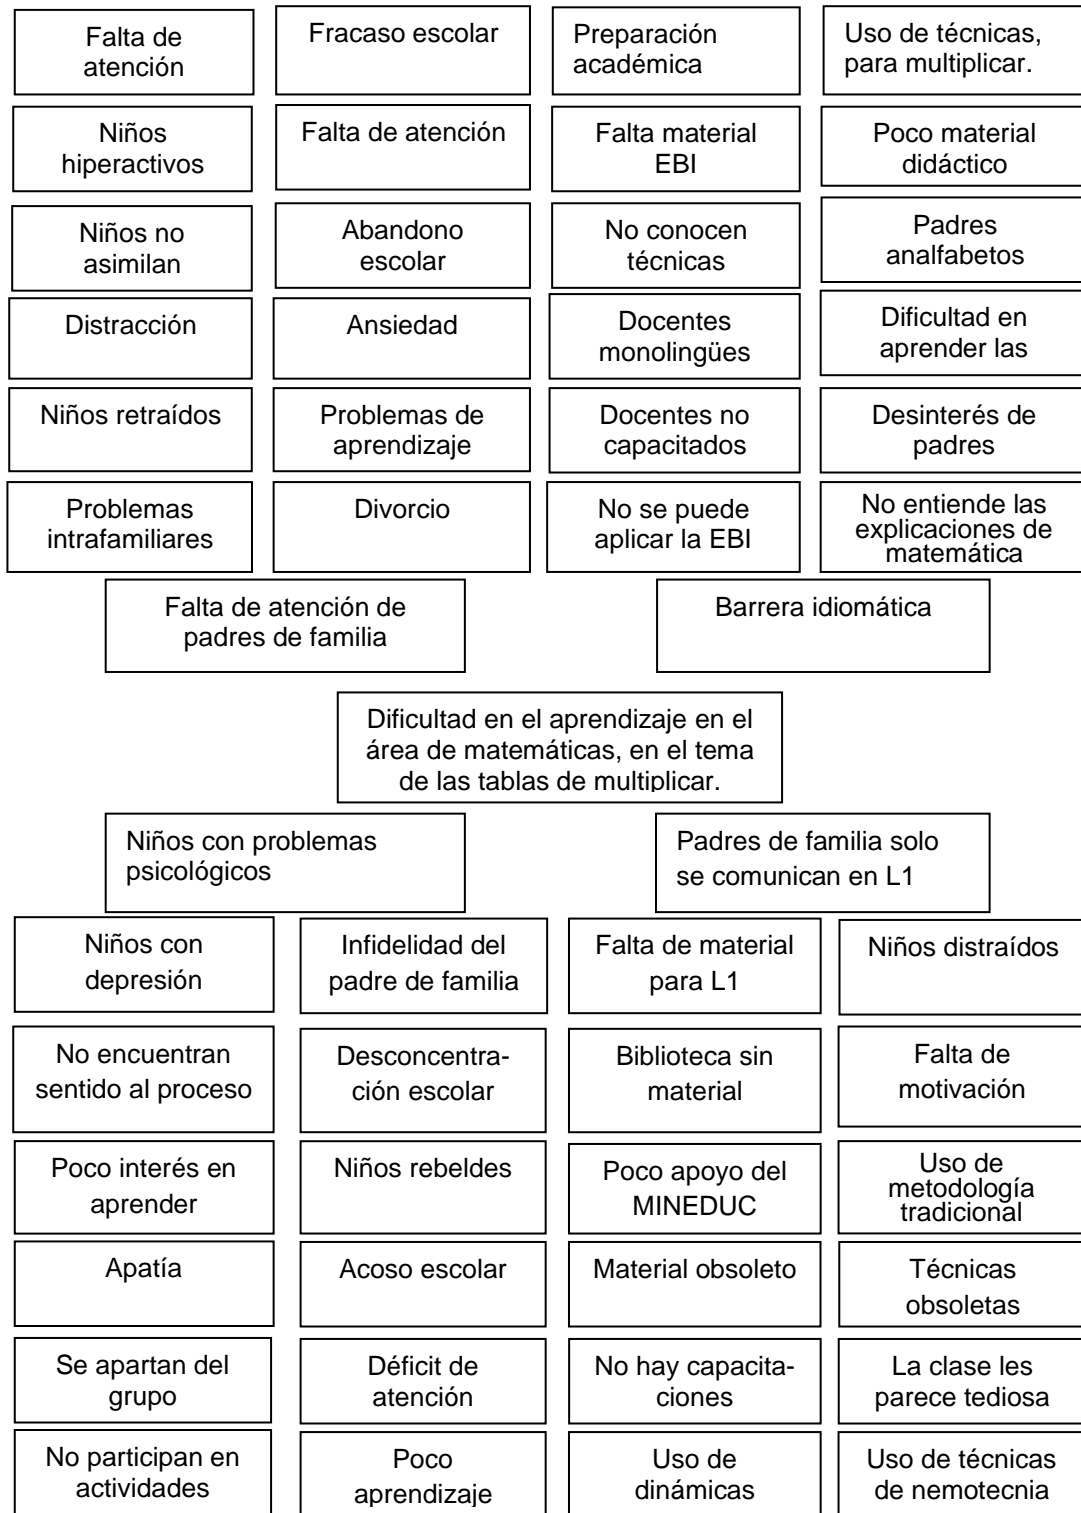 Falta de
atención
Fracaso escolar
Preparación
académica
Uso de técnicas,
para multiplicar.
Niños
hiperactivos
Falta de atención
Falta material
EBI
Poco material
didáctico
Niños no
asimilan
Abandono
escolar
No conocen
técnicas
Padres
analfabetos
Distracción
Ansiedad
Docentes
monolingües
Dificultad en
aprender las
Niños retraídos
Problemas de
aprendizaje
Docentes no
capacitados
Desinterés de
padres
Problemas
intrafamiliares
Divorcio
No se puede
aplicar la EBI
No entiende las
explicaciones de
matemática
Falta de atención de
padres de familia
Barrera idiomática
Dificultad en el aprendizaje en el
área de matemáticas, en el tema
de las tablas de multiplicar.
Niños con problemas
psicológicos
Padres de familia solo
se comunican en L1
Niños con
depresión
Infidelidad del
padre de familia
Falta de material
para L1
Niños distraídos
No encuentran
sentido al proceso
Desconcentra-
ción escolar
Biblioteca sin
material
Falta de
motivación
Poco interés en
aprender
Niños rebeldes
Poco apoyo del
MINEDUC
Uso de
metodología
tradicional
Apatía
Acoso escolar
Material obsoleto
Técnicas
obsoletas
Se apartan del
grupo
Déficit de
atención
No hay capacita-
ciones
La clase les
parece tediosa
No participan en
actividades
Poco
aprendizaje
Uso de
dinámicas
Uso de técnicas
de nemotecnia